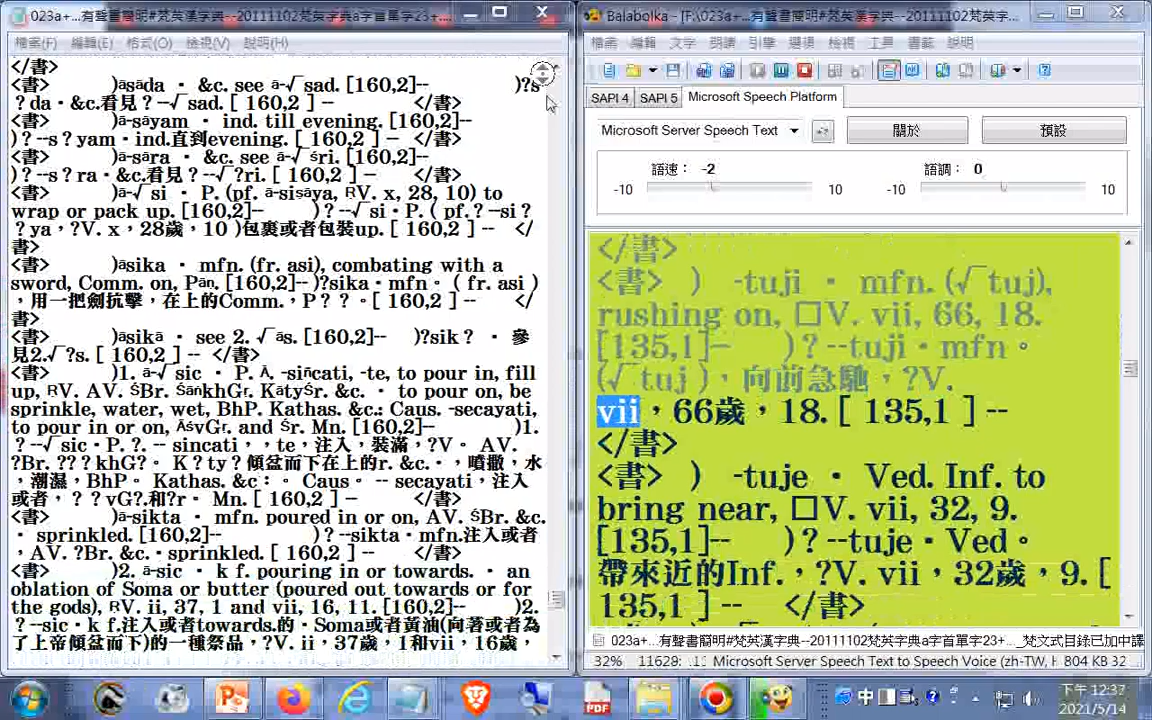 023a+...有聲書簡明#梵英漢字典--20111102梵英字典a字首單字23+...
檔案(F) 編輯(E) 格式(O) 檢視(V) 說明(H)
</書>
<書> )āsāda · &c. see ā-√sad. [160,2]-- )?s
?da·&c.看見?--√sad. [ 160,2 ] -- </書>
<書> )ā-sāyam · ind. till evening. [160,2]--
)?--s?yam·ind.直到evening. [ 160,2 ] -- </書>
<書> )ā-sāra · &c. see ā-√sṛi. [160,2]--
)?--s?ra·&c.看見?--√?ri. [ 160,2 ] -- </書>
<書> )ā-√si · P. (pf. ā-siṣāya, ṚV. x, 28, 10) to
wrap or pack up. [160,2]-- )?--√si·P. ( pf. ?--si?
?ya,?V. x,28歲,10 )包裹或者包裝up. [ 160,2 ] -- </
書>
<書> )āsika · mfn. (fr. asi), combating with a
sword, Comm. on, Pāṇ. [160,2]-- )?sika·mfn。 ( fr. asi )
,用一把劍抗擊,在上的Comm.,P??。[ 160,2 ] -- </
書>
<書> )āsikā · see 2. √ās. [160,2]-- )?sik?· 參
見2.√?s. [ 160,2 ] -- </書>
<書> )1. ā-√sic · P. Ā. -siñcati, -te, to pour in, fill
up, ṚV. AV. ŚBr. ŚāṅkhGṛ. KātyŚr. &c. · to pour on, be
sprinkle, water, wet, BhP. Kathas. &c.: Caus. -secayati,
to pour in or on, ĀśvGṛ. and Śr. Mn. [160,2]-- )1.
?--√sic·P. ?. -- sincati,,te,注入,裝滿,?V。 AV.
?Br. ???khG?。 K?ty?傾盆而下在上的r. &c.·,噴撒,水
,潮濕,BhP。 Kathas. &c:。 Caus。 -- secayati,注入
或者,??vG?.和?r· Mn. [ 160,2 ] -- </書>
<書> )ā-sikta · mfn. poured in or on, AV. ŚBr. &c.
· sprinkled. [160,2]-- )?--sikta·mfn.注入或者
,AV. ?Br. &c.·sprinkled. [ 160,2 ] -- </書>
<書> )2. ā-sic · k f. pouring in or towards. · an
oblation of Soma or butter (poured out towards or for
the gods), ṚV. ii, 37, 1 and vii, 16, 11. [160,2]-- )2.
?--sic·k f.注入或者towards.的·Soma或者黃油(向著或者為
了上帝傾盆而下)的一種祭品,?V. ii,37歲,1和vii,16歲,
Balabolka - [F:\023a+...有聲書簡明#梵英漢字典--20111102梵英字...
檔案 編輯 文字 朗讀 引擎 選項 檢視 工具 書籤 說明
SAPI 4 SAPI 5 Microsoft Speech Platform
Microsoft Server Speech Text 關於 預設
語速: -2 語調: 0
-10 10 -10 10
</書>
<書> ) -tuji · mfn. (√tuj),
rushing on, □V. vii, 66, 18.
[135,1]-- )?--tuji·mfn。
(√tuj ),向前急馳,?V.
vii,66歲,18. [ 135,1 ] --
</書>
<書> ) -tuje · Ved. Inf. to
bring near, □V. vii, 32, 9.
[135,1]-- )?--tuje·Ved。
帶來近的Inf.,?V. vii,32歲,9. [
135,1 ] -- </書>
023a+...有聲書簡明#梵英漢字典--20111102梵英字典a字首單字23+..._梵文式目錄已加中譯
32% 11628: Microsoft Server Speech Text to Speech Voice (zh-TW, H 804 KB 32
中 下午 12:37
2021/5/14